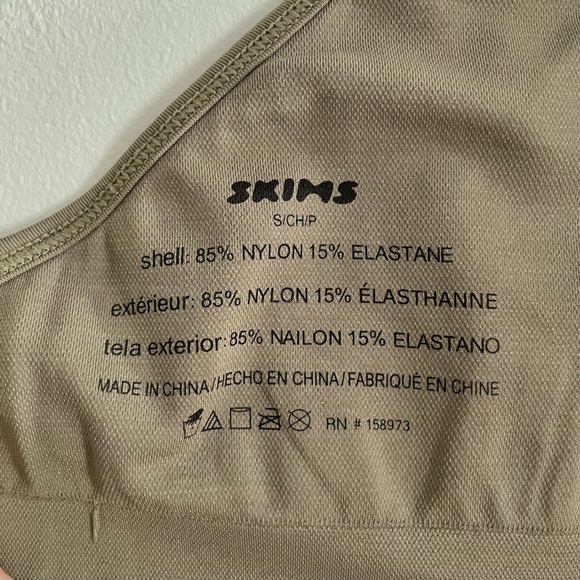 SKIMS
S/CH/P
shell: 85% NYLON 15% ELASTANE
extérieur: 85% NYLON 15% ÉLASTHANNE
tela exterior: 85% NAILON 15% ELASTANO
MADE IN CHINA/HECHO EN CHINA/FABRIQUÉ EN CHINE
RN # 158973